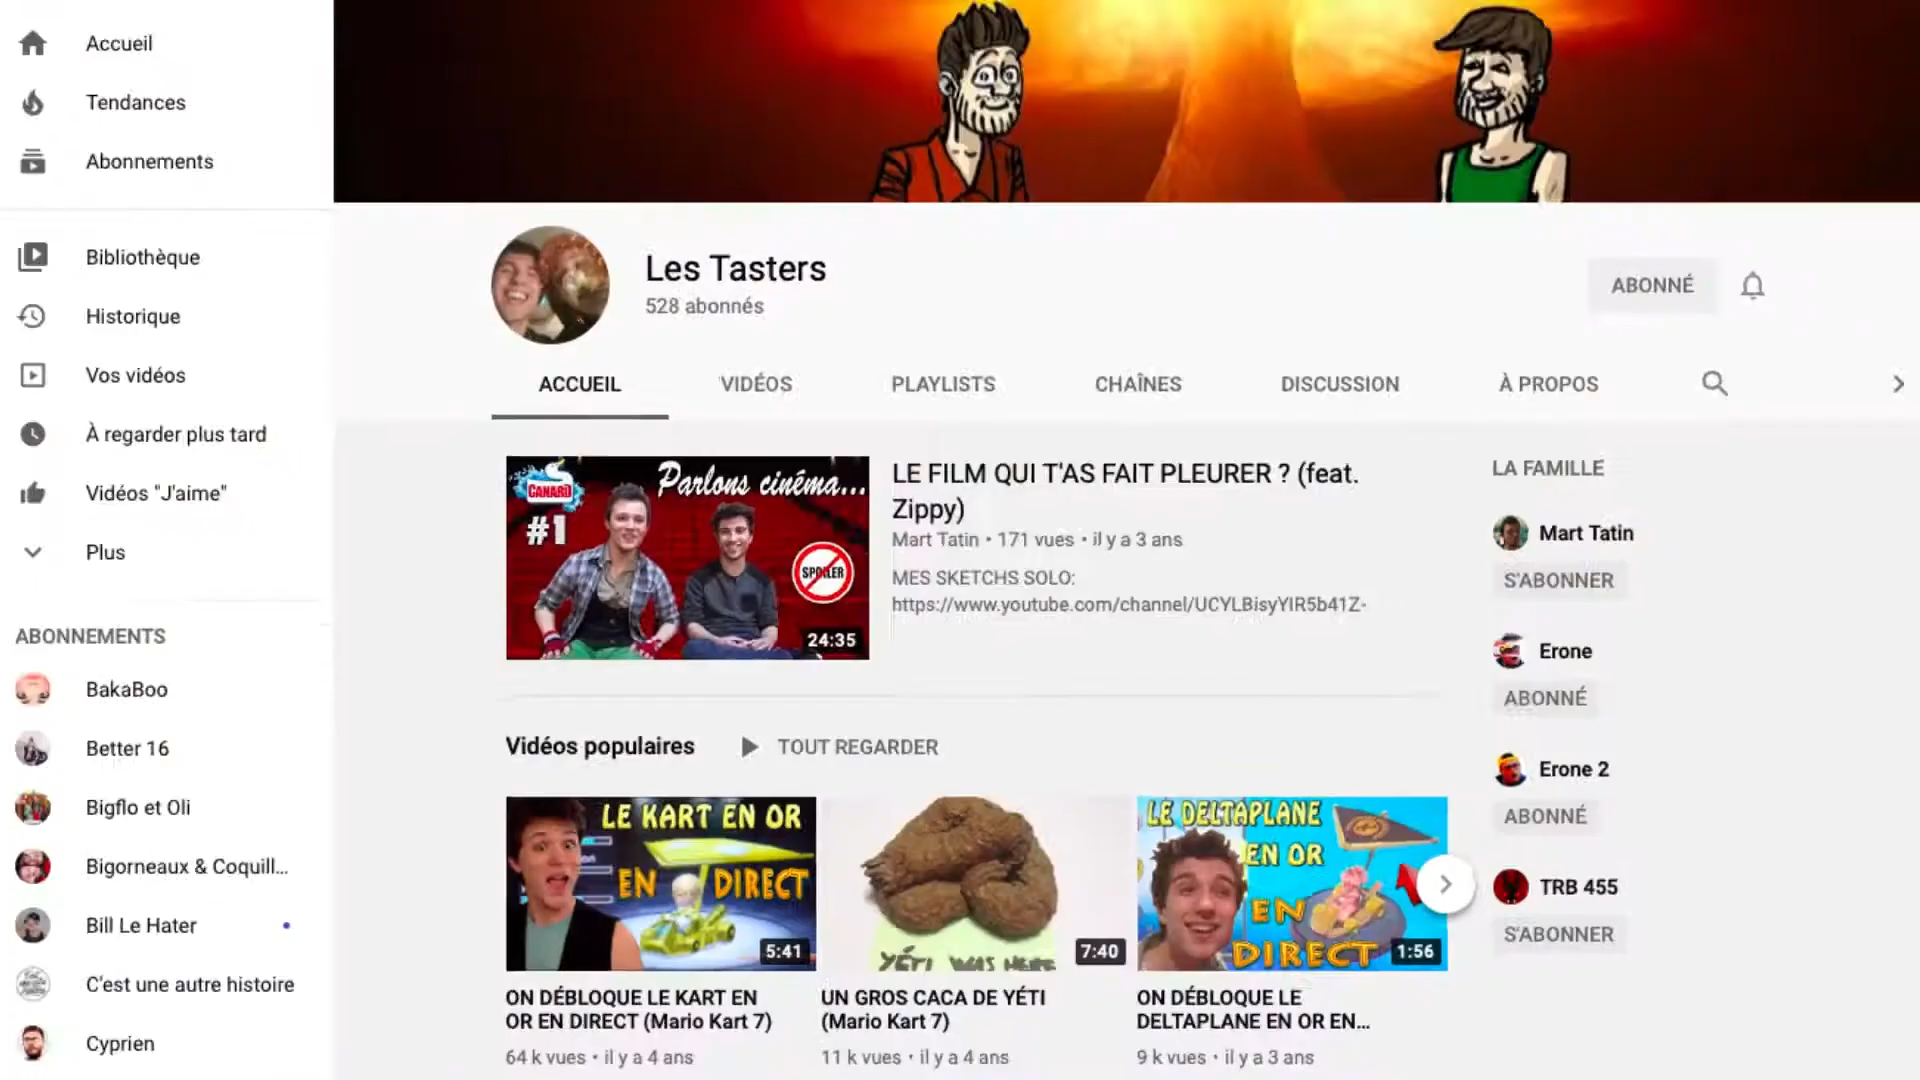 Accueil
Tendances
Abonnements
Bibliothèque
Historique
Vos vidéos
À regarder plus tard
Vidéos "J'aime"
Plus
ABONNEMENTS
BakaBoo
Better 16
Bigflo et Oli
Bigorneaux & Coquill...
Bill Le Hater
C'est une autre histoire
Cyprien
Les Tasters
528 abonnés
ABONNÉ
ACCUEIL
VIDÉOS
PLAYLISTS
CHAÎNES
DISCUSSION
À PROPOS
CANARD
#1
Parlons cinéma...
SPOILER
24:35
LE FILM QUI T'AS FAIT PLEURER ? (feat.
Zippy)
Mart Tatin • 171 vues • il y a 3 ans
MES SKETCHS SOLO:
https://www.youtube.com/channel/UCYLBisyYIR5b41Z-
Vidéos populaires
TOUT REGARDER
LE KART EN OR
EN DIRECT
5:41
ON DÉBLOQUE LE KART EN
OR EN DIRECT (Mario Kart 7)
64 k vues • il y a 4 ans
YÉTI WAS HERE
7:40
UN GROS CACA DE YÉTI
(Mario Kart 7)
11 k vues • il y a 4 ans
LE DELTAPLANE
EN OR
EN
DIRECT
1:56
ON DÉBLOQUE LE
DELTAPLANE EN OR EN...
9 k vues • il y a 3 ans
LA FAMILLE
Mart Tatin
S'ABONNER
Erone
ABONNÉ
Erone 2
ABONNÉ
TRB 455
S'ABONNER